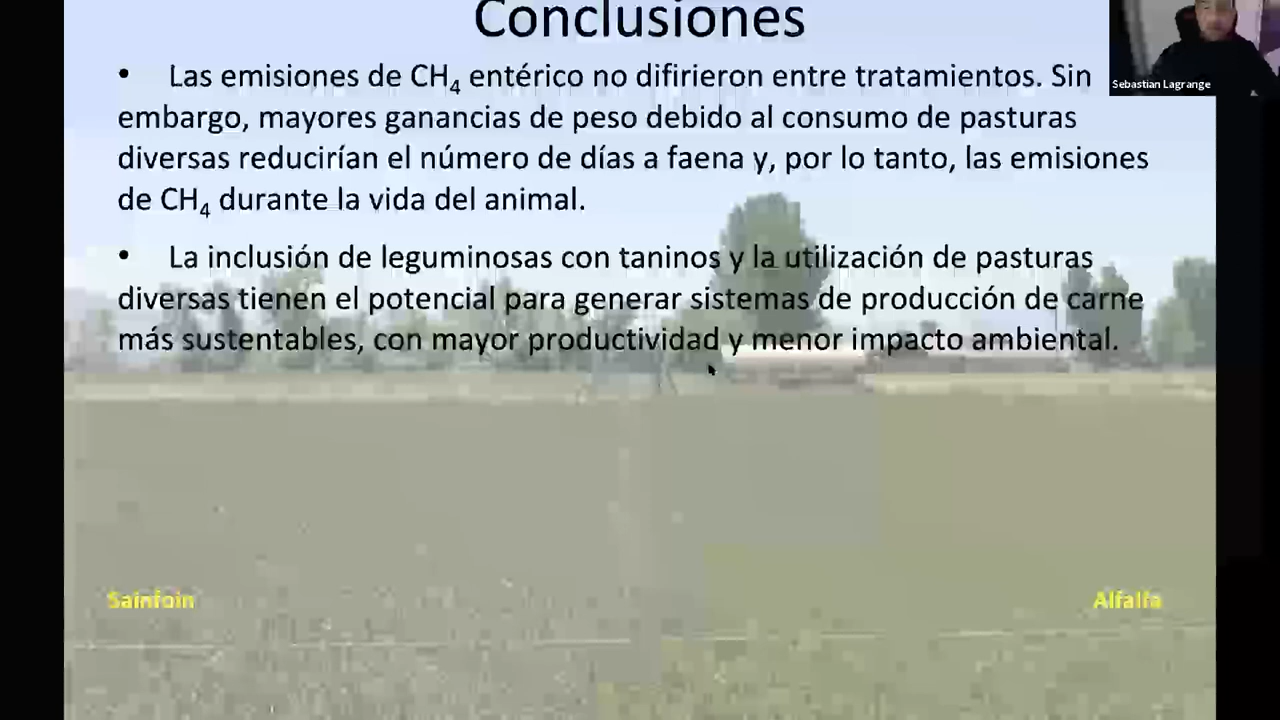 Conclusiones
• Las emisiones de CH₄ entérico no difirieron entre tratamientos. Sin
embargo, mayores ganancias de peso debido al consumo de pasturas
diversas reducirían el número de días a faena y, por lo tanto, las emisiones
de CH₄ durante la vida del animal.
• La inclusión de leguminosas con taninos y la utilización de pasturas
diversas tienen el potencial para generar sistemas de producción de carne
más sustentables, con mayor productividad y menor impacto ambiental.
Sebastian Lagrange
Sainfoin
Alfalfa